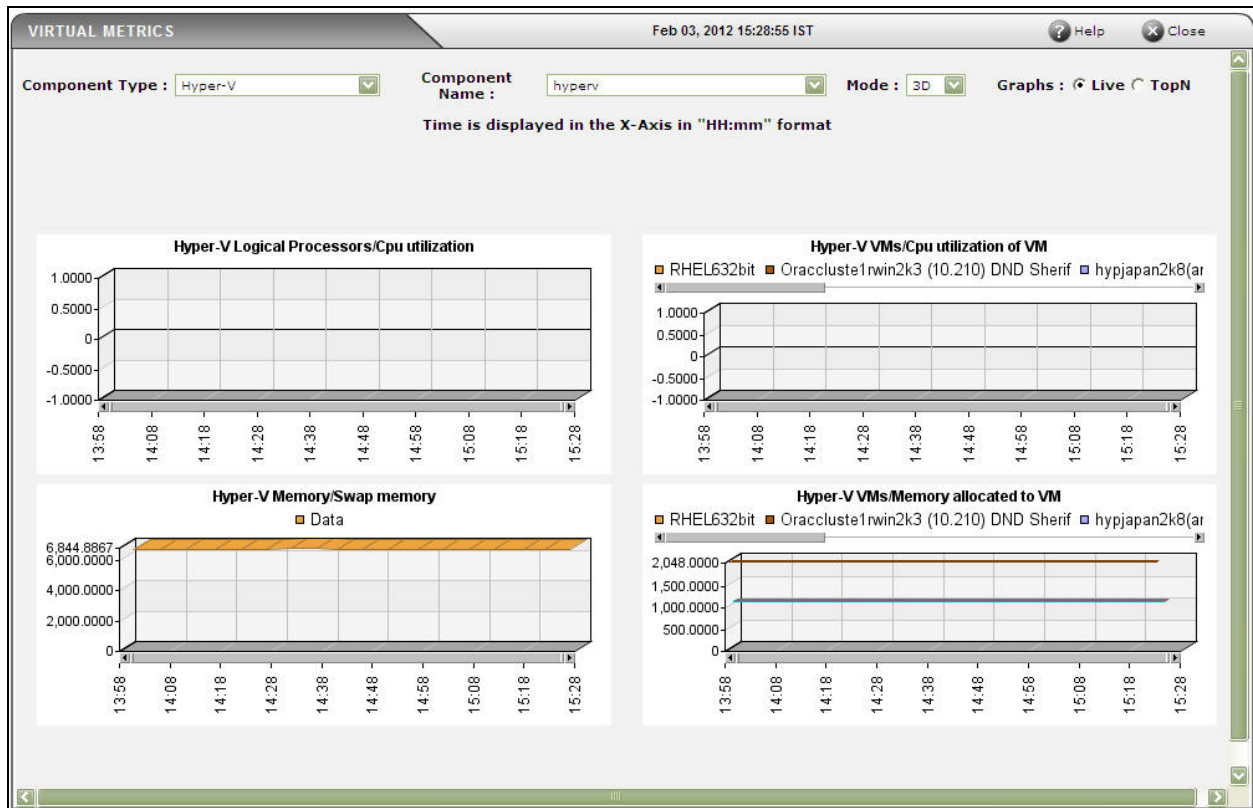 VIRTUAL METRICS
Feb 03, 2012 15:28:55 IST
Help
Close
Component Type : Hyper-V
Component Name : hyperv
Mode : 3D
Graphs : Live TopN
Time is displayed in the X-Axis in "HH:mm" format
Hyper-V Logical Processors/Cpu utilization
1.0000
0.5000
0
-0.5000
-1.0000
13:58 14:08 14:18 14:28 14:38 14:48 14:58 15:08 15:18 15:28
Hyper-V VMs/Cpu utilization of VM
RHEL632bit Oraccluste1rwin2k3 (10.210) DND Sherif hypjapan2k8(ar
1.0000
0.5000
0
-0.5000
-1.0000
13:58 14:08 14:18 14:28 14:38 14:48 14:58 15:08 15:18 15:28
Hyper-V Memory/Swap memory
Data
6,844.8867
6,000.0000
4,000.0000
2,000.0000
0
13:58 14:08 14:18 14:28 14:38 14:48 14:58 15:08 15:18 15:28
Hyper-V VMs/Memory allocated to VM
RHEL632bit Oraccluste1rwin2k3 (10.210) DND Sherif hypjapan2k8(ar
2,048.0000
1,500.0000
1,000.0000
500.0000
0
13:58 14:08 14:18 14:28 14:38 14:48 14:58 15:08 15:18 15:28